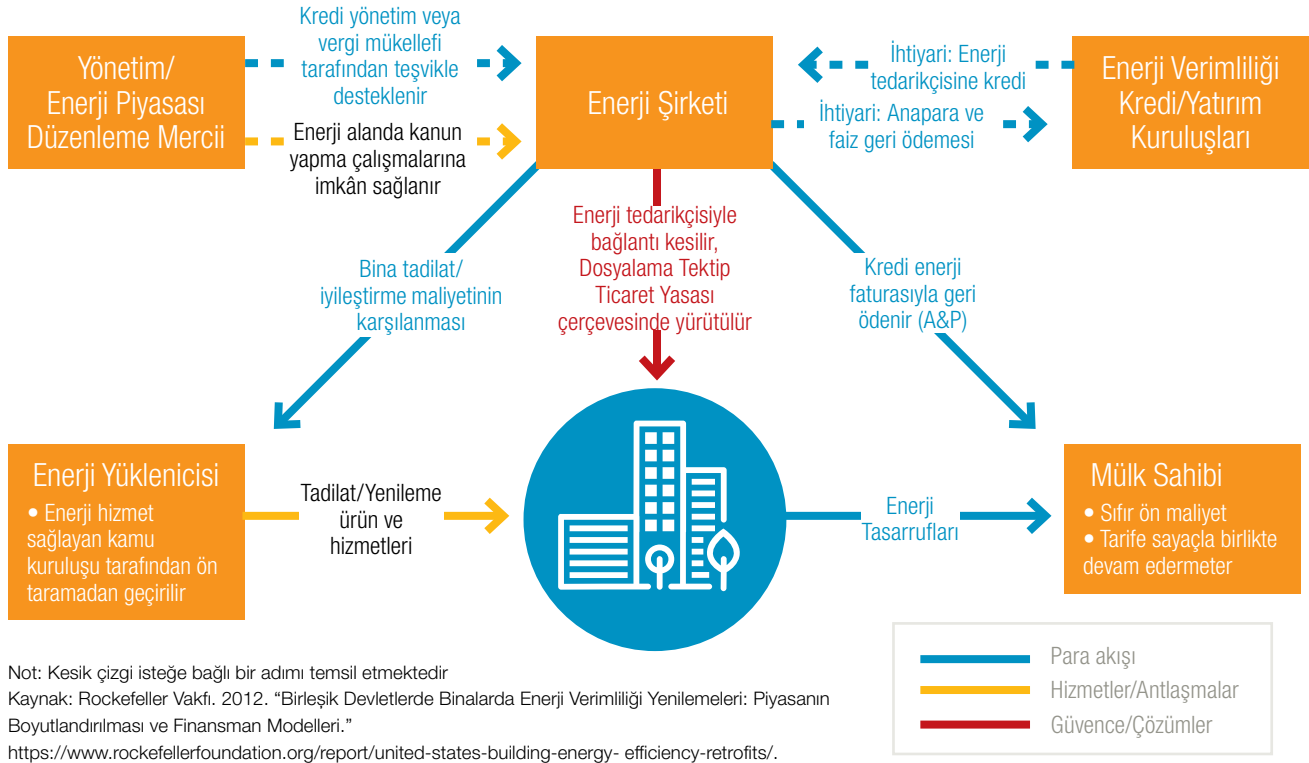 Yönetim/
Enerji Piyasası
Düzenleme Mercii
Kredi yönetim veya
vergi mükellefi
tarafından teşvikle
desteklenir
Enerji alanda kanun
yapma çalışmalarına
imkân sağlanır
Enerji Şirketi
İhtiyari: Enerji
tedarikçisine kredi
İhtiyari: Anapara ve
faiz geri ödemesi
Enerji Verimliliği
Kredi/Yatırım
Kuruluşları
Bina tadilat/
iyileştirme maliyetinin
karşılanması
Enerji tedarikçisiyle
bağlantı kesilir,
Dosyalama Tektip
Ticaret Yasası
çerçevesinde yürütülür
Kredi enerji
faturasıyla geri
ödenir (A&P)
Enerji Yüklenicisi
• Enerji hizmet
sağlayan kamu
kuruluşu tarafından ön
taramadan geçirilir
Tadilat/Yenileme
ürün ve
hizmetleri
Enerji
Tasarrufları
Mülk Sahibi
• Sıfır ön maliyet
• Tarife sayaçla birlikte
devam edermeter
Para akışı
Hizmetler/Antlaşmalar
Güvence/Çözümler
Not: Kesik çizgi isteğe bağlı bir adımı temsil etmektedir
Kaynak: Rockefeller Vakfı. 2012. “Birleşik Devletlerde Binalarda Enerji Verimliliği Yenilemeleri: Piyasanın
Boyutlandırılması ve Finansman Modelleri.”
https://www.rockefellerfoundation.org/report/united-states-building-energy- efficiency-retrofits/.